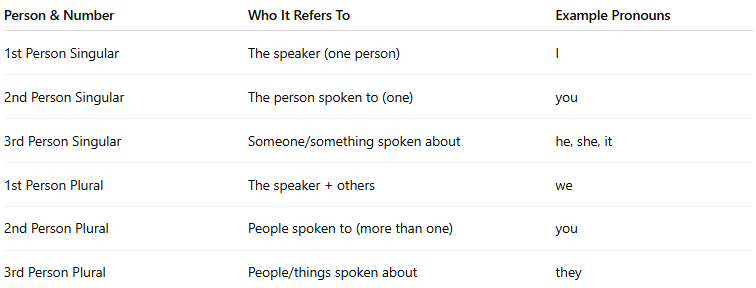 Person & Number Who It Refers To Example Pronouns
1st Person Singular The speaker (one person) I
2nd Person Singular The person spoken to (one) you
3rd Person Singular Someone/something spoken about he, she, it
1st Person Plural The speaker + others we
2nd Person Plural People spoken to (more than one) you
3rd Person Plural People/things spoken about they